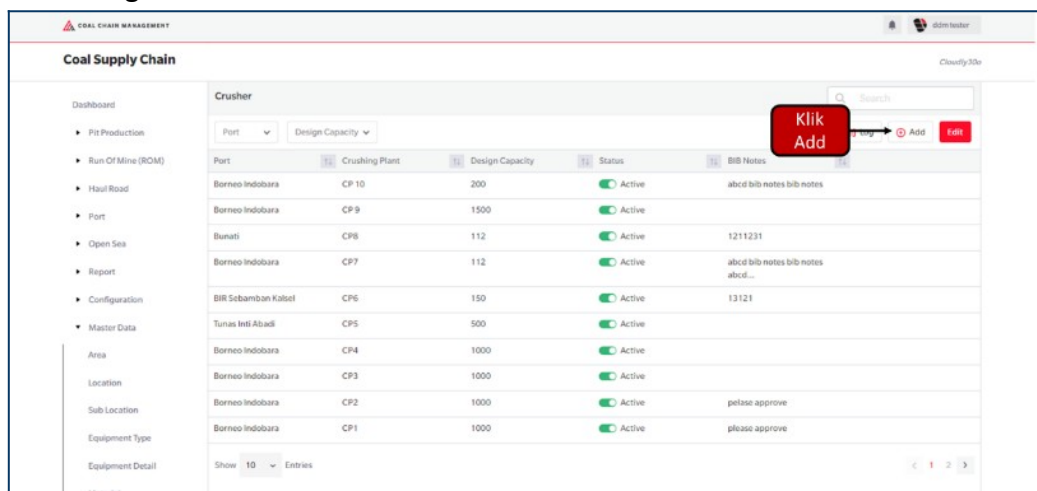 COAL CHAIN MANAGEMENT
ddm tester
Coal Supply Chain
Cloudly30o
Dashboard
Pit Production
Run Of Mine (ROM)
Haul Road
Port
Open Sea
Report
Configuration
Master Data
Area
Location
Sub Location
Equipment Type
Equipment Detail
Crusher
Search
Port
Design Capacity
Klik
Add
Add
Edit
Port Crushing Plant Design Capacity Status BIB Notes
Borneo Indobara CP 10 200 Active abcd bib notes bib notes
Borneo Indobara CP 9 1500 Active
Bunati CP8 112 Active 1211231
Borneo Indobara CP7 112 Active abcd bib notes bib notes
abcd...
BIR Sebamban Kalsel CP6 150 Active 13121
Tunas Inti Abadi CP5 500 Active
Borneo Indobara CP4 1000 Active
Borneo Indobara CP3 1000 Active
Borneo Indobara CP2 1000 Active pelase approve
Borneo Indobara CP1 1000 Active please approve
Show 10 Entries
< 1 2 >